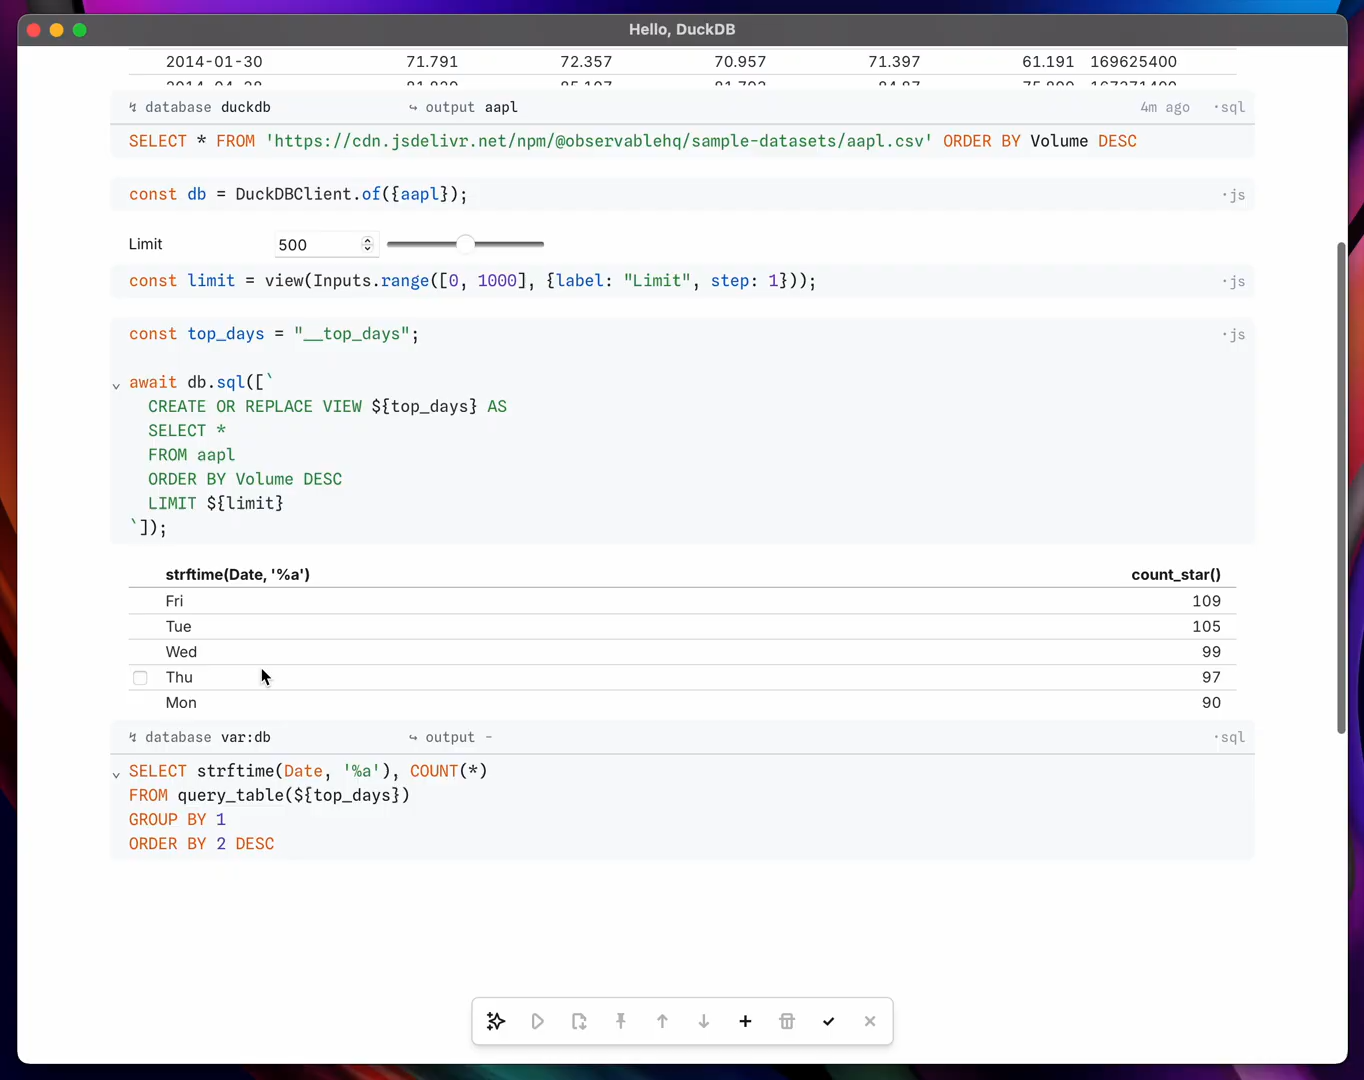 Hello, DuckDB
2014-01-30 71.791 72.357 70.957 71.397 61.191 169625400
↯ database duckdb ↪ output aapl 4m ago ·sql
SELECT * FROM 'https://cdn.jsdelivr.net/npm/@observablehq/sample-datasets/aapl.csv' ORDER BY Volume DESC
const db = DuckDBClient.of({aapl}); ·js
Limit 500
const limit = view(Inputs.range([0, 1000], {label: "Limit", step: 1})); ·js
const top_days = "__top_days"; ·js
await db.sql([`
CREATE OR REPLACE VIEW ${top_days} AS
SELECT *
FROM aapl
ORDER BY Volume DESC
LIMIT ${limit}
`]);
strftime(Date, '%a') count_star()
Fri 109
Tue 105
Wed 99
Thu 97
Mon 90
↯ database var:db ↪ output – ·sql
SELECT strftime(Date, '%a'), COUNT(*)
FROM query_table(${top_days})
GROUP BY 1
ORDER BY 2 DESC